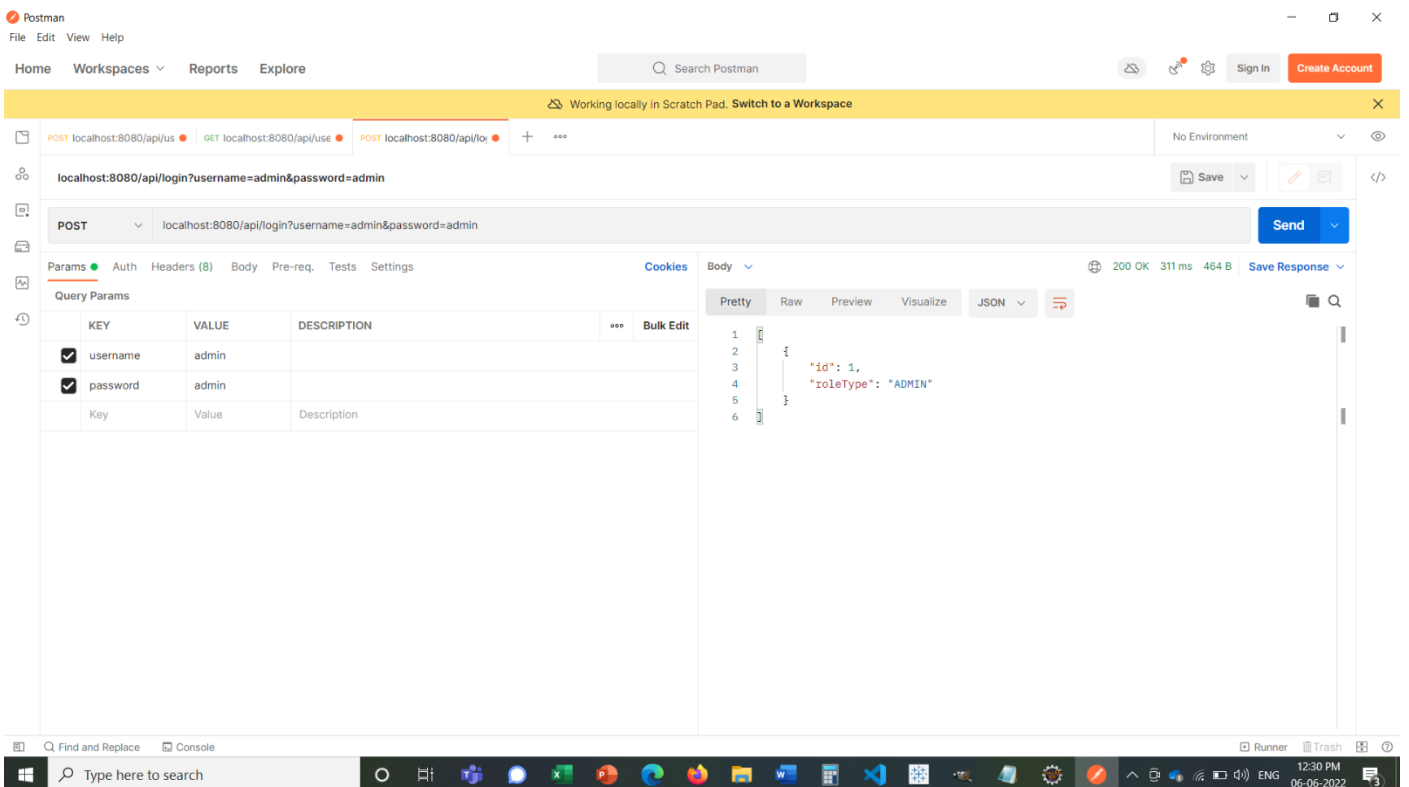 Postman
File Edit View Help
Home Workspaces Reports Explore Search Postman Sign In Create Account
Working locally in Scratch Pad. Switch to a Workspace
POST localhost:8080/api/us GET localhost:8080/api/use POST localhost:8080/api/log No Environment
localhost:8080/api/login?username=admin&password=admin Save
POST localhost:8080/api/login?username=admin&password=admin Send
Params Auth Headers (8) Body Pre-req. Tests Settings Cookies Body 200 OK 311 ms 464 B Save Response
Query Params
Pretty Raw Preview Visualize JSON
KEY VALUE DESCRIPTION Bulk Edit
username admin
password admin
Key Value Description
1 [
2 {
3 "id": 1,
4 "roleType": "ADMIN"
5 }
6 ]
Find and Replace Console Runner Trash
Type here to search ENG 12:30 PM
06-06-2022 3